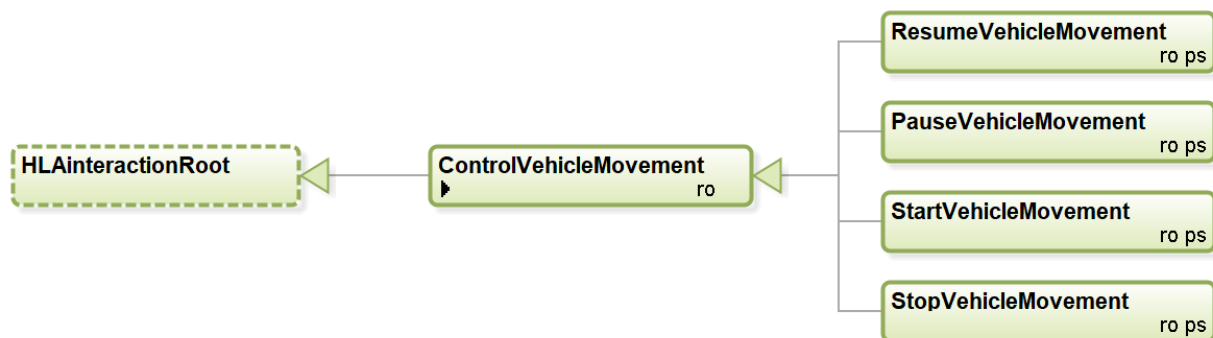 HLAinteractionRoot
ControlVehicleMovement
ro
ResumeVehicleMovement
ro ps
PauseVehicleMovement
ro ps
StartVehicleMovement
ro ps
StopVehicleMovement
ro ps